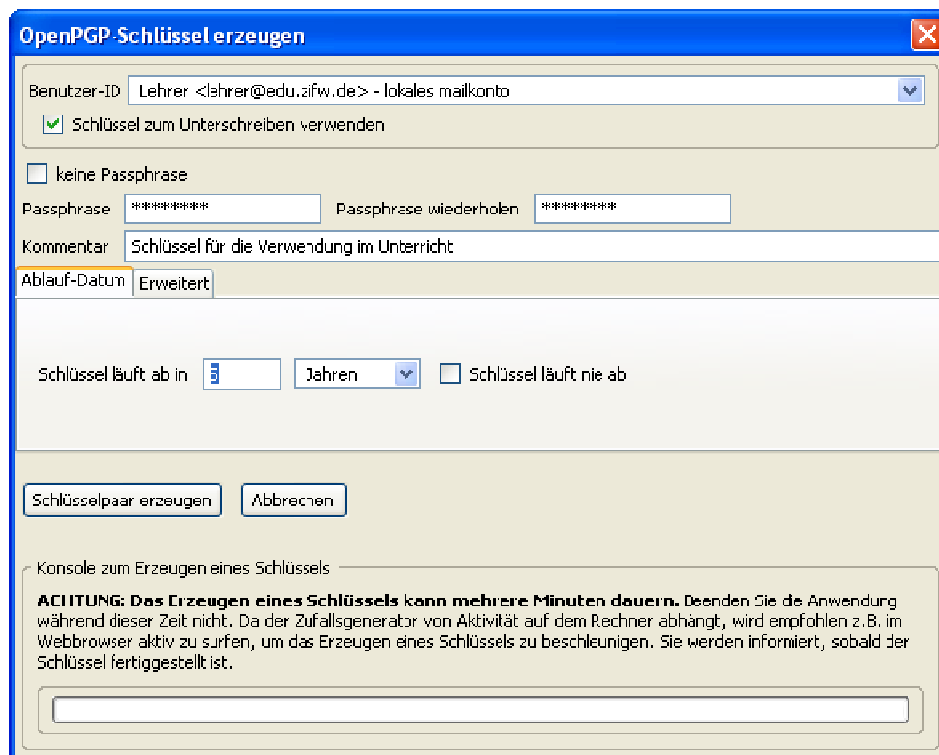 OpenPGP-Schlüssel erzeugen
Benutzer-ID Lehrer <lehrer@edu.zifw.de> - lokales mailkonto
Schlüssel zum Unterschreiben verwenden
keine Passphrase
Passphrase ******** Passphrase wiederholen ********
Kommentar Schlüssel für die Verwendung im Unterricht
Ablauf-Datum Erweitert
Schlüssel läuft ab in Jahren Schlüssel läuft nie ab
Schlüsselpaar erzeugen Abbrechen
Konsole zum Erzeugen eines Schlüssels
ACHTUNG: Das Erzeugen eines Schlüssels kann mehrere Minuten dauern. Beenden Sie die Anwendung
während dieser Zeit nicht. Da der Zufallsgenerator von Aktivität auf dem Rechner abhängt, wird empfohlen z.B. im
Webbrowser aktiv zu surfen, um das Erzeugen eines Schlüssels zu beschleunigen. Sie werden informiert, sobald der
Schlüssel fertiggestellt ist.